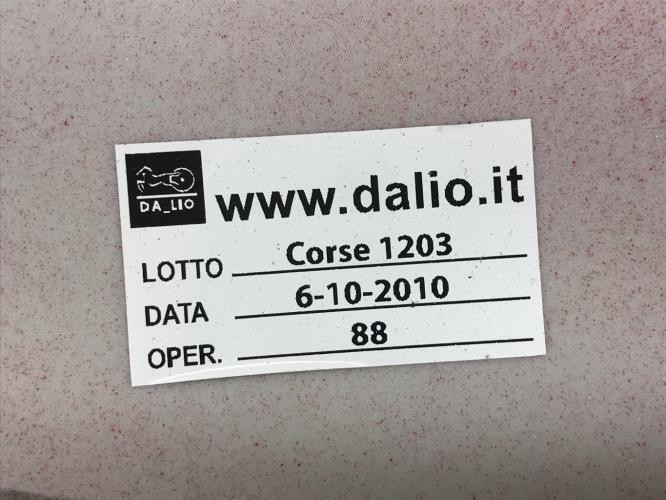 DA_LIO
www.dalio.it
LOTTO Corse 1203
DATA 6-10-2010
OPER. 88